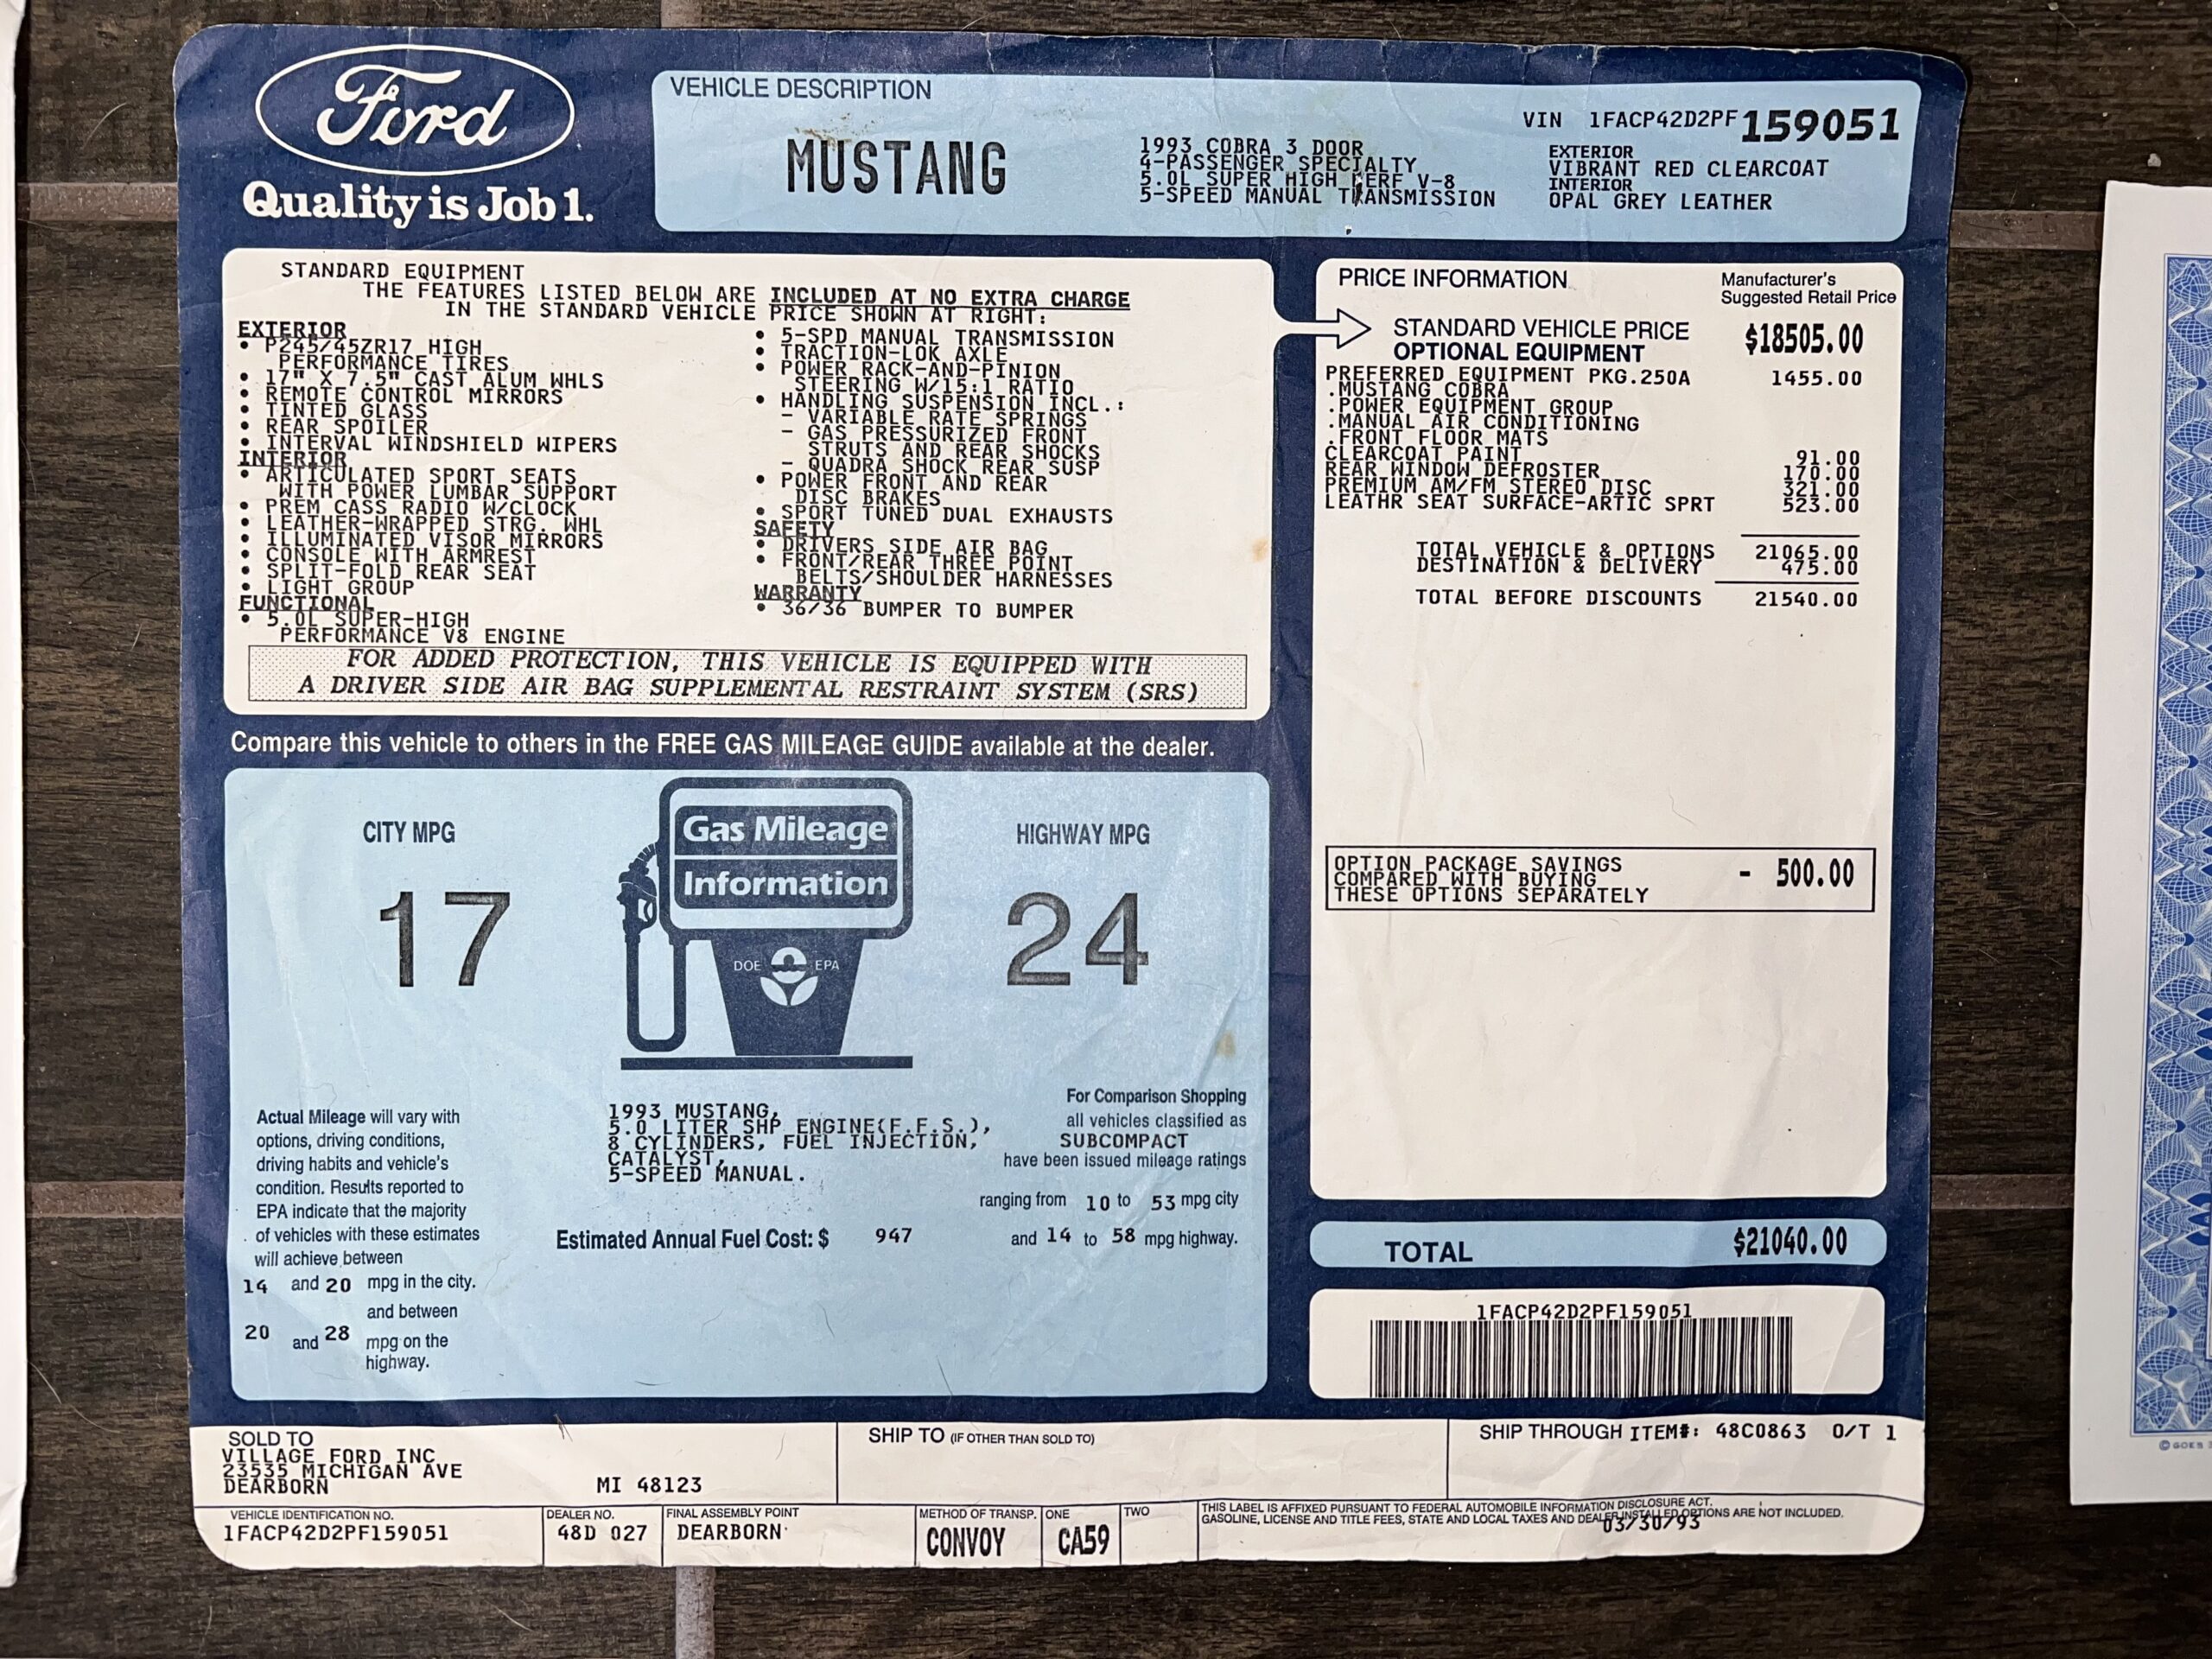 Ford
Quality is Job 1.
VEHICLE DESCRIPTION
MUSTANG
1993 COBRA 3 DOOR
4-PASSENGER SPECIALTY
5.0L SUPER HIGH PERF V-8
5-SPEED MANUAL TRANSMISSION
VIN 1FACP42D2PF159051
EXTERIOR
VIBRANT RED CLEARCOAT
INTERIOR
OPAL GREY LEATHER
STANDARD EQUIPMENT
THE FEATURES LISTED BELOW ARE INCLUDED AT NO EXTRA CHARGE
IN THE STANDARD VEHICLE PRICE SHOWN AT RIGHT:
EXTERIOR
• P245/45ZR17 HIGH
PERFORMANCE TIRES
• 17" X 7.5" CAST ALUM WHLS
• REMOTE CONTROL MIRRORS
• TINTED GLASS
• REAR SPOILER
• INTERVAL WINDSHIELD WIPERS
INTERIOR
• ARTICULATED SPORT SEATS
WITH POWER LUMBAR SUPPORT
• PREM CASS RADIO W/CLOCK
• LEATHER-WRAPPED STRG. WHL
• ILLUMINATED VISOR MIRRORS
• CONSOLE WITH ARMREST
• SPLIT-FOLD REAR SEAT
• LIGHT GROUP
FUNCTIONAL
• 5.0L SUPER-HIGH
PERFORMANCE V8 ENGINE
• 5-SPD MANUAL TRANSMISSION
• TRACTION-LOK AXLE
• POWER RACK-AND-PINION
STEERING W/15:1 RATIO
• HANDLING SUSPENSION INCL.:
- VARIABLE RATE SPRINGS
- GAS PRESSURIZED FRONT
STRUTS AND REAR SHOCKS
- QUADRA SHOCK REAR SUSP
• POWER FRONT AND REAR
DISC BRAKES
• SPORT TUNED DUAL EXHAUSTS
SAFETY
• DRIVERS SIDE AIR BAG
• FRONT/REAR THREE POINT
BELTS/SHOULDER HARNESSES
WARRANTY
• 36/36 BUMPER TO BUMPER
FOR ADDED PROTECTION, THIS VEHICLE IS EQUIPPED WITH
A DRIVER SIDE AIR BAG SUPPLEMENTAL RESTRAINT SYSTEM (SRS)
PRICE INFORMATION
Manufacturer's
Suggested Retail Price
STANDARD VEHICLE PRICE $18505.00
OPTIONAL EQUIPMENT
PREFERRED EQUIPMENT PKG.250A 1455.00
.MUSTANG COBRA
.POWER EQUIPMENT GROUP
.MANUAL AIR CONDITIONING
.FRONT FLOOR MATS
CLEARCOAT PAINT 91.00
REAR WINDOW DEFROSTER 170.00
PREMIUM AM/FM STEREO DISC 321.00
LEATHR SEAT SURFACE-ARTIC SPRT 523.00
TOTAL VEHICLE & OPTIONS 21065.00
DESTINATION & DELIVERY 475.00
TOTAL BEFORE DISCOUNTS 21540.00
OPTION PACKAGE SAVINGS
COMPARED WITH BUYING
THESE OPTIONS SEPARATELY
- 500.00
TOTAL $21040.00
1FACP42D2PF159051
Compare this vehicle to others in the FREE GAS MILEAGE GUIDE available at the dealer.
CITY MPG
17
Gas Mileage
Information
DOE EPA
HIGHWAY MPG
24
Actual Mileage will vary with
options, driving conditions,
driving habits and vehicle's
condition. Results reported to
EPA indicate that the majority
of vehicles with these estimates
will achieve between
14 and 20 mpg in the city.
and between
20 and 28 mpg on the
highway.
1993 MUSTANG,
5.0 LITER SHP ENGINE(F.F.S.),
8 CYLINDERS, FUEL INJECTION,
CATALYST,
5-SPEED MANUAL.
Estimated Annual Fuel Cost: $ 947
For Comparison Shopping
all vehicles classified as
SUBCOMPACT
have been issued mileage ratings
ranging from 10 to 53 mpg city
and 14 to 58 mpg highway.
SOLD TO
VILLAGE FORD INC
23535 MICHIGAN AVE
DEARBORN MI 48123
SHIP TO (IF OTHER THAN SOLD TO)
SHIP THROUGH ITEM#: 48C0863 O/T 1
VEHICLE IDENTIFICATION NO.
1FACP42D2PF159051
DEALER NO.
48D 027
FINAL ASSEMBLY POINT
DEARBORN
METHOD OF TRANSP.
CONVOY
ONE
CA59
TWO
THIS LABEL IS AFFIXED PURSUANT TO FEDERAL AUTOMOBILE INFORMATION DISCLOSURE ACT.
GASOLINE, LICENSE AND TITLE FEES, STATE AND LOCAL TAXES AND DEALER INSTALLED OPTIONS ARE NOT INCLUDED.
03/30/93
© GOES